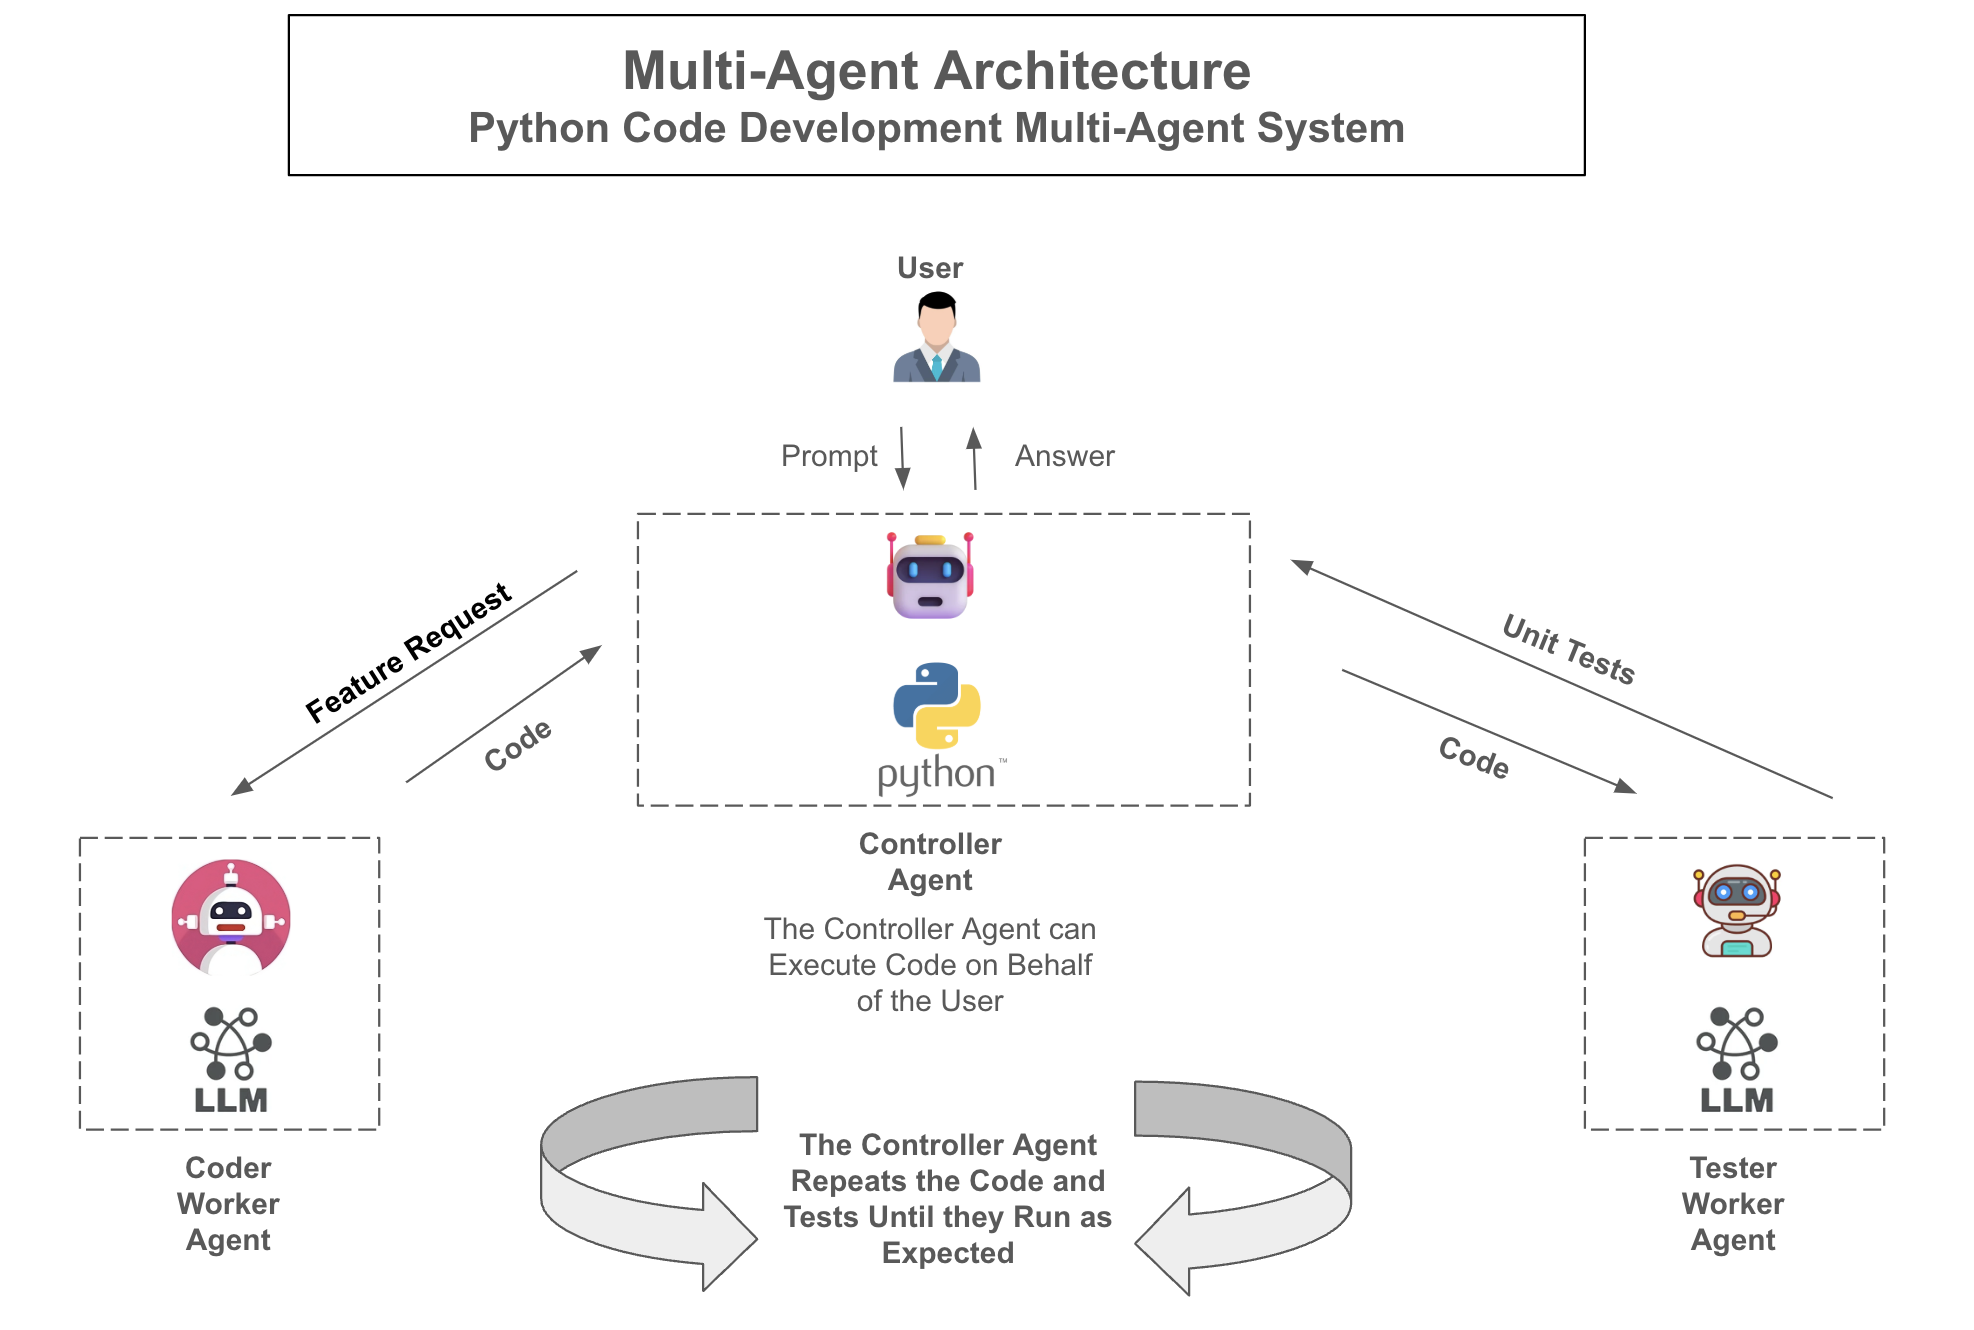 Multi-Agent Architecture
Python Code Development Multi-Agent System
User
Prompt
Answer
Feature Request
Code
Unit Tests
Code
python™
Controller
Agent
The Controller Agent can
Execute Code on Behalf
of the User
LLM
Coder
Worker
Agent
The Controller Agent
Repeats the Code and
Tests Until they Run as
Expected
LLM
Tester
Worker
Agent